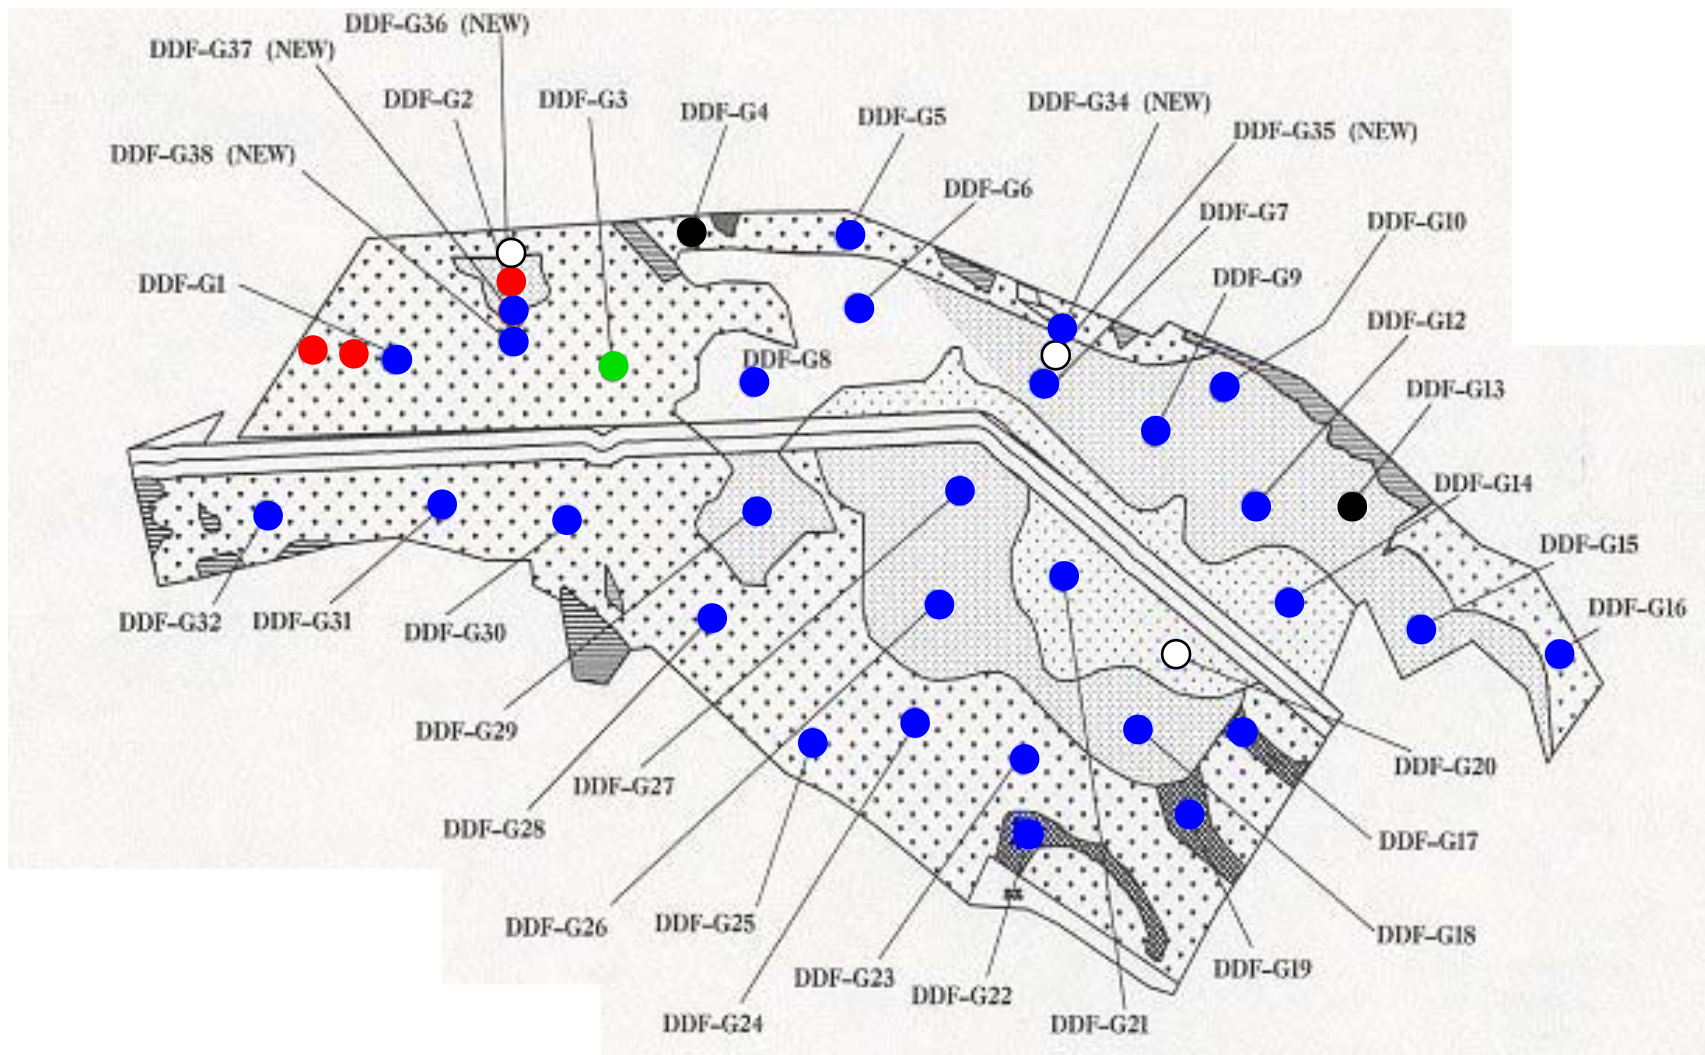 DDF-G36 (NEW)
DDF-G37 (NEW)
DDF-G2
DDF-G3
DDF-G4
DDF-G5
DDF-G34 (NEW)
DDF-G35 (NEW)
DDF-G38 (NEW)
DDF-G6
DDF-G7
DDF-G10
DDF-G1
DDF-G9
DDF-G12
DDF-G8
DDF-G13
DDF-G14
DDF-G15
DDF-G16
DDF-G32
DDF-G31
DDF-G30
DDF-G29
DDF-G20
DDF-G27
DDF-G28
DDF-G17
DDF-G26
DDF-G25
DDF-G18
DDF-G19
DDF-G23
DDF-G22
DDF-G24
DDF-G21